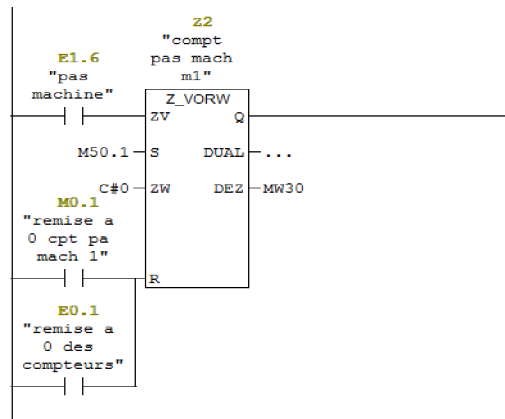 Z2
"compt
pas mach
m1"
E1.6
"pas
machine"
Z_VORW
ZV Q
M50.1 S DUAL ...
C#0 ZW DEZ MW30
M0.1
"remise a
0 cpt pa
mach 1"
R
E0.1
"remise a
0 des
compteurs"